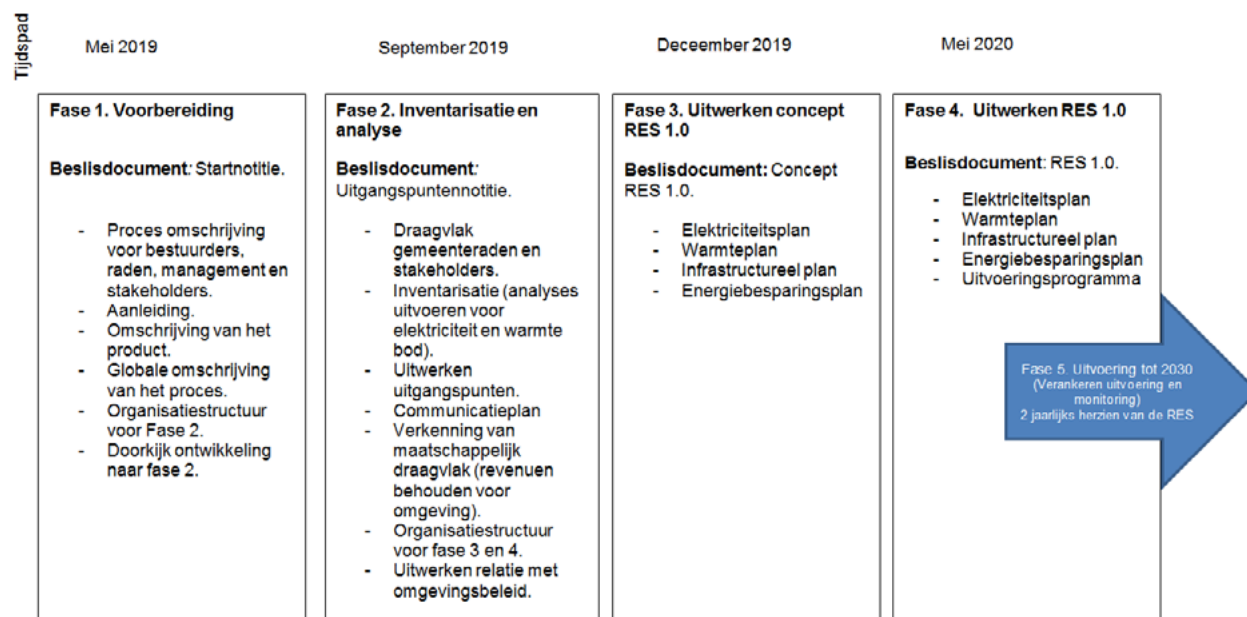 Tijdspad
Mei 2019
September 2019
Deceember 2019
Mei 2020
Fase 1. Voorbereiding
Beslisdocument: Startnotitie.
- Proces omschrijving
voor bestuurders,
raden, management en
stakeholders.
- Aanleiding.
- Omschrijving van het
product.
- Globale omschrijving
van het proces.
- Organisatiestructuur
voor Fase 2.
- Doorkijk ontwikkeling
naar fase 2.
Fase 2. Inventarisatie en
analyse
Beslisdocument:
Uitgangspuntennotitie.
- Draagvlak
gemeenteraden en
stakeholders.
- Inventarisatie (analyses
uitvoeren voor
elektriciteit en warmte
bod).
- Uitwerken
uitgangspunten.
- Communicatieplan
- Verkenning van
maatschappelijk
draagvlak (revenuen
behouden voor
omgeving).
- Organisatiestructuur
voor fase 3 en 4.
- Uitwerken relatie met
omgevingsbeleid.
Fase 3. Uitwerken concept
RES 1.0
Beslisdocument: Concept
RES 1.0.
- Elektriciteitsplan
- Warmteplan
- Infrastructureel plan
- Energiebesparingsplan
Fase 4. Uitwerken RES 1.0
Beslisdocument: RES 1.0.
- Elektriciteitsplan
- Warmteplan
- Infrastructureel plan
- Energiebesparingsplan
- Uitvoeringsprogramma
Fase 5. Uitvoering tot 2030
(Verankeren uitvoering en
monitoring)
2 jaarlijks herzien van de RES